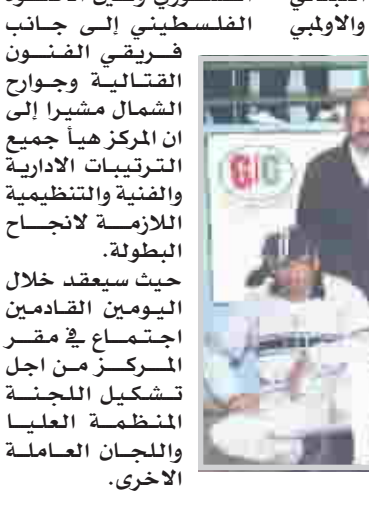 والاولمبي
الفلسطيني إلى جانب
فريقي الفنون
القتالية وجوارح
الشمال مشيرا إلى
ان المركز هيأ جميع
الترتيبات الادارية
والفنية والتنظيمية
اللازمة لانجاح
البطولة.
حيث سيعقد خلال
اليومين القادمين
اجتماع في مقر
المركز من اجل
تشكيل اللجنة
المنظمة العليا
واللجان العاملة
الاخرى.
GIG